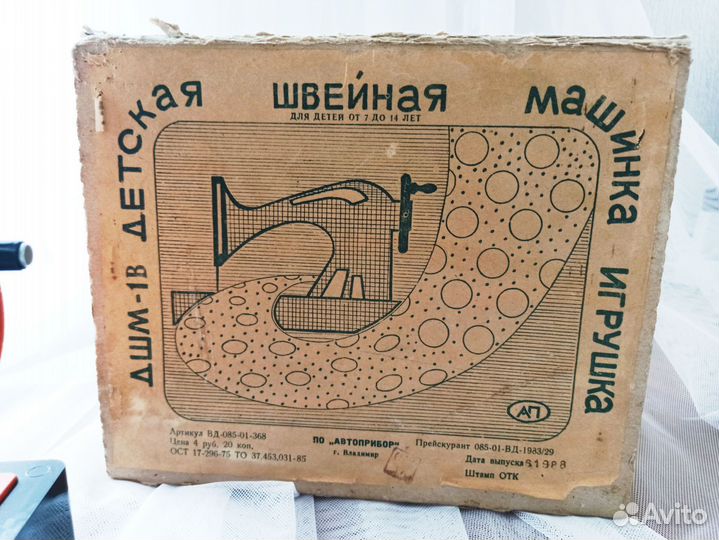 ДШМ-1В ДЕТСКАЯ ШВЕЙНАЯ МАШИНКА ИГРУШКА
ДЛЯ ДЕТЕЙ ОТ 7 ДО 14 ЛЕТ
АП
Артикул ВД-085-01-368
Цена 4 руб. 20 коп.
ОСТ 17-296-75 ТО 37.453.031-85
ПО „АВТОПРИБОР"
г. Владимир
Прейскурант 085-01-ВД-1983/29
Дата выпуска 1988
Штамп ОТК
Avito